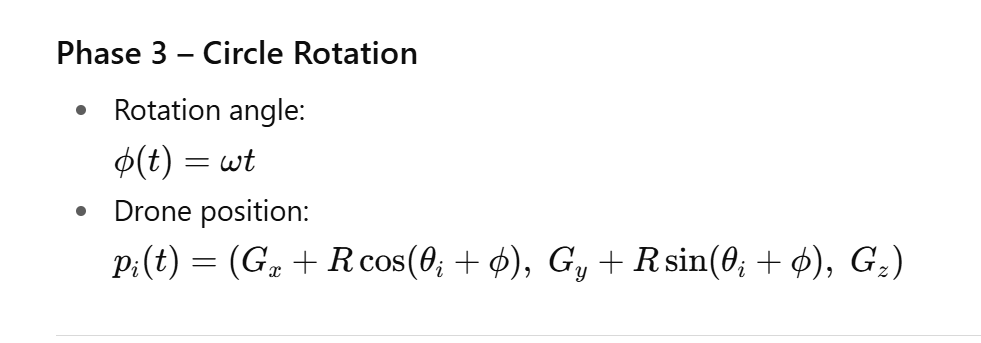 Phase 3 – Circle Rotation
• Rotation angle:
ϕ(t) = ωt
• Drone position:
pᵢ(t) = (Gₓ + R cos(θᵢ + ϕ), G_y + R sin(θᵢ + ϕ), G_z)